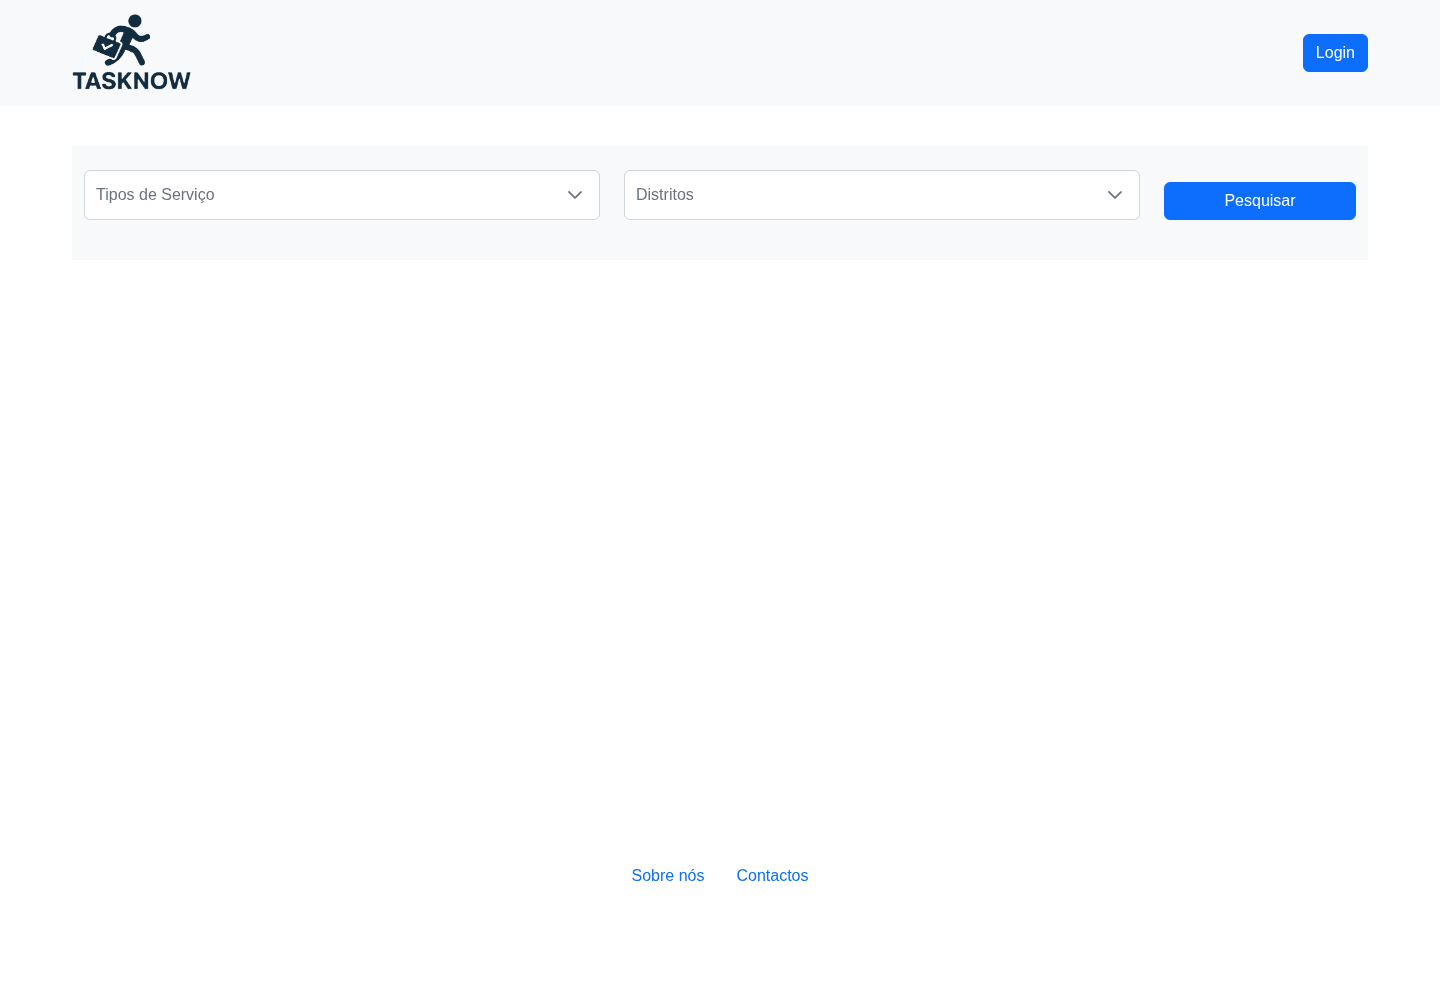 TASKNOW
Login
Tipos de Serviço
Distritos
Pesquisar
Sobre nós
Contactos